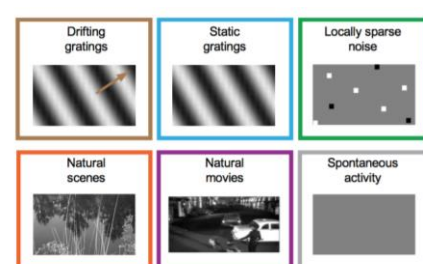 Drifting
gratings
Static
gratings
Locally sparse
noise
Natural
scenes
Natural
movies
Spontaneous
activity